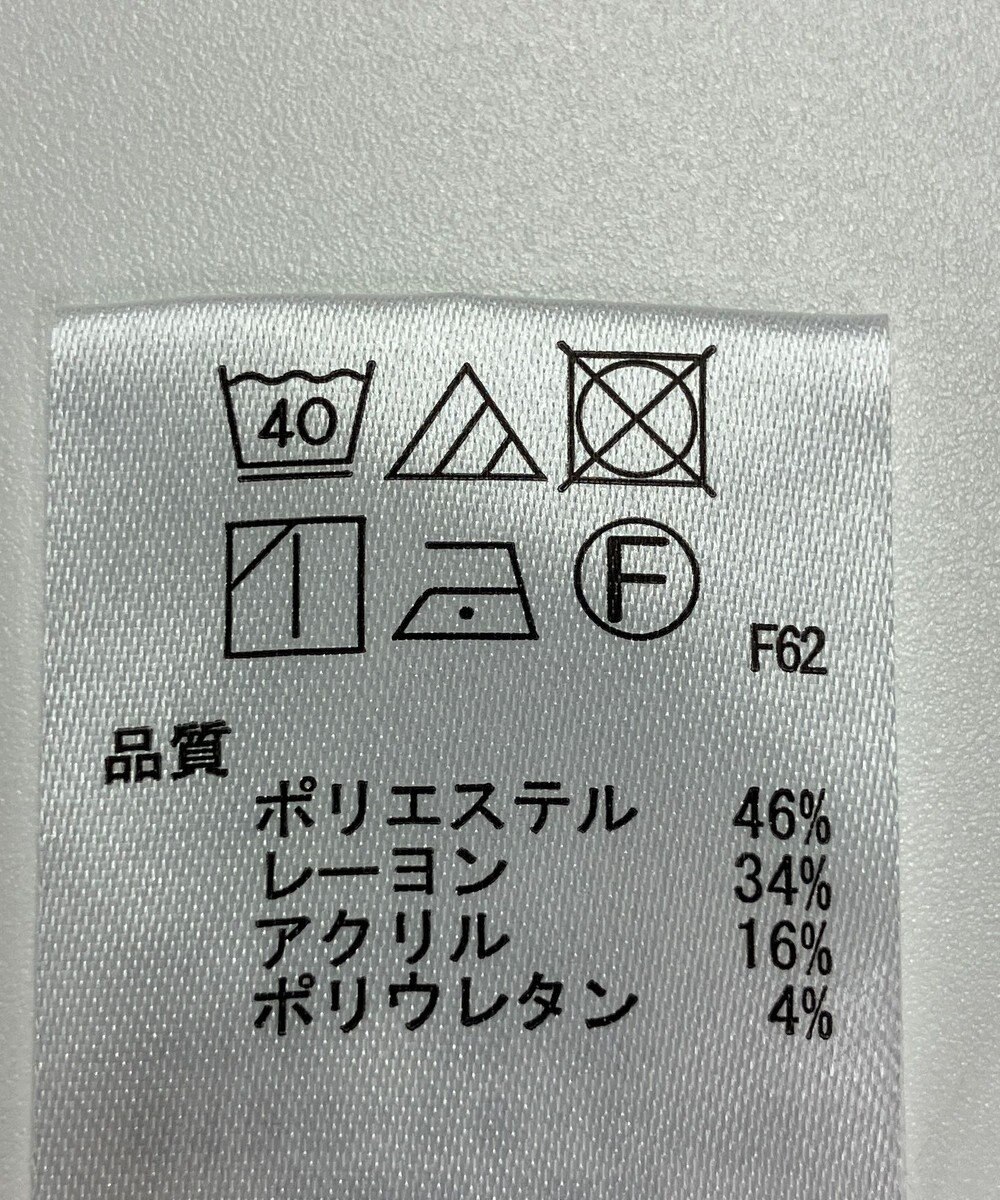 40
F
F62
品質
ポリエステル 46%
レーヨン 34%
アクリル 16%
ポリウレタン 4%